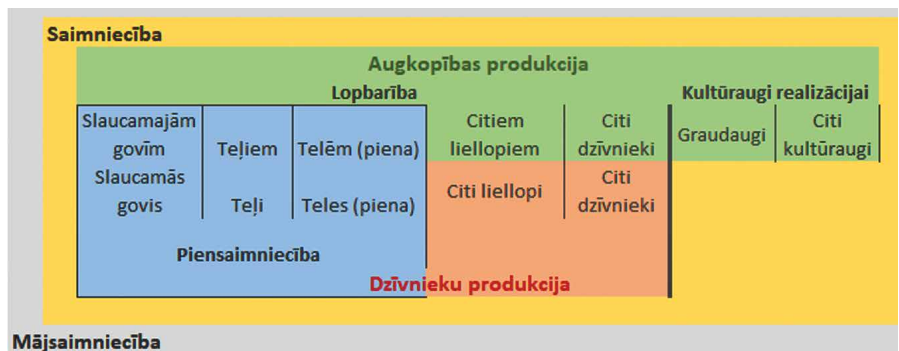 Saimniecība
Augkopības produkcija
Lopbarība
Kultūraugi realizācijai
Slaucamajām
govīm
Teļiem
Telēm (piena)
Citiem
liellopiem
Citi
dzīvnieki
Graudaugi
Citi
kultūraugi
Slaucamās
govis
Teļi
Teles (piena)
Citi liellopi
Citi
dzīvnieki
Piensaimniecība
Dzīvnieku produkcija
Mājsaimniecība